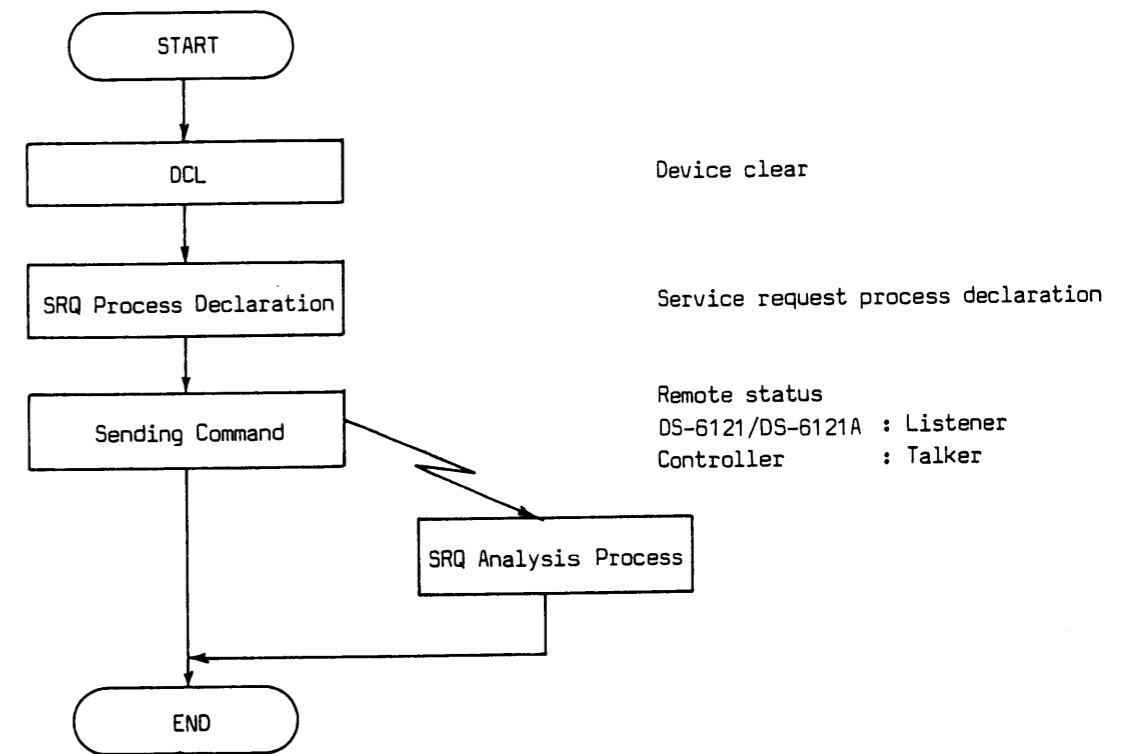 START
DCL
Device clear
SRQ Process Declaration
Service request process declaration
Remote status
DS-6121/DS-6121A : Listener
Controller : Talker
Sending Command
SRQ Analysis Process
END